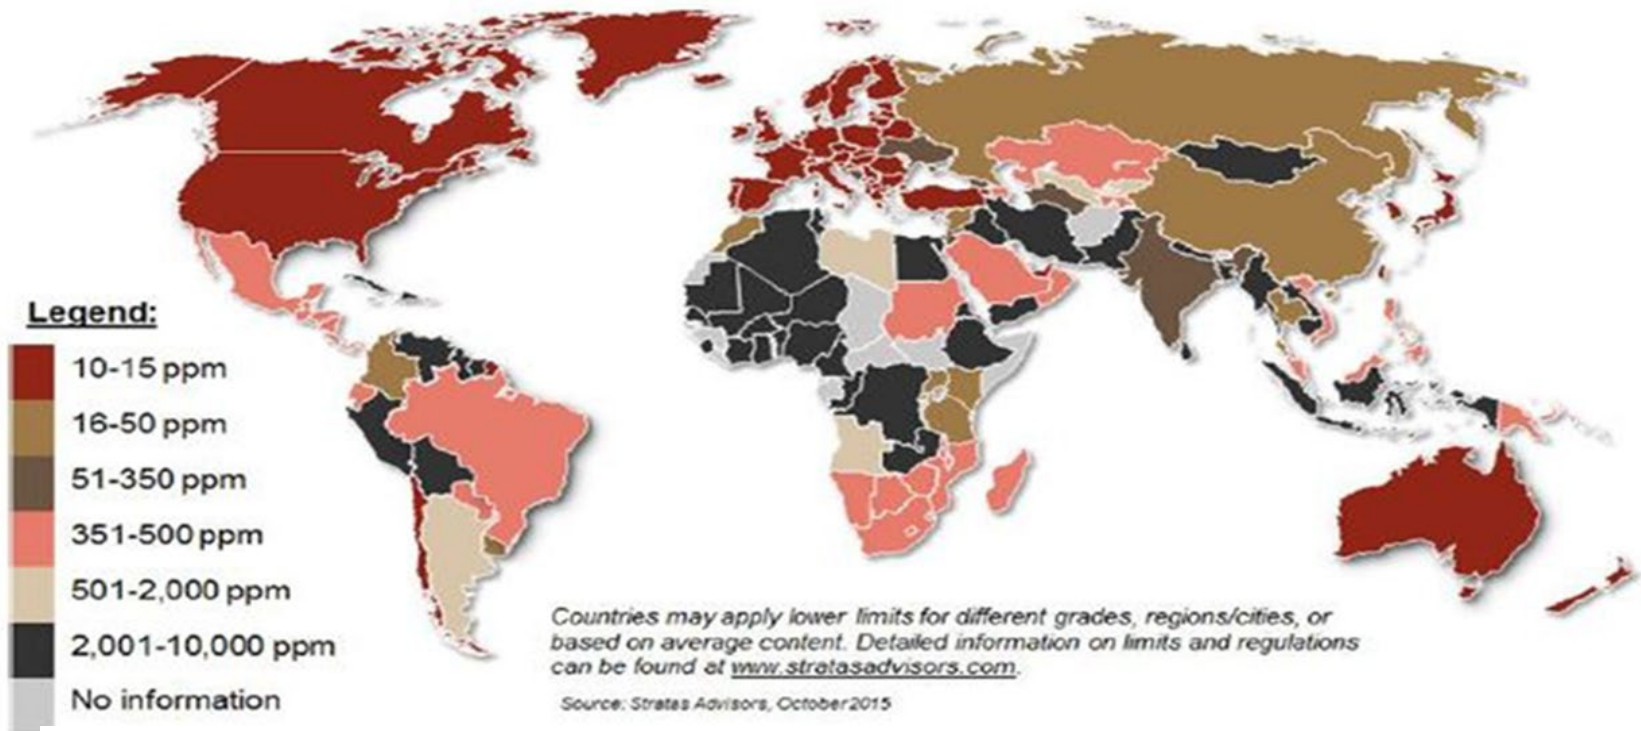 Legend:
10-15 ppm
16-50 ppm
51-350 ppm
351-500 ppm
501-2,000 ppm
2,001-10,000 ppm
No information
Countries may apply lower limits for different grades, regions/cities, or
based on average content. Detailed information on limits and regulations
can be found at www.stratasadvisors.com.
Source: Stratas Advisors, October 2015